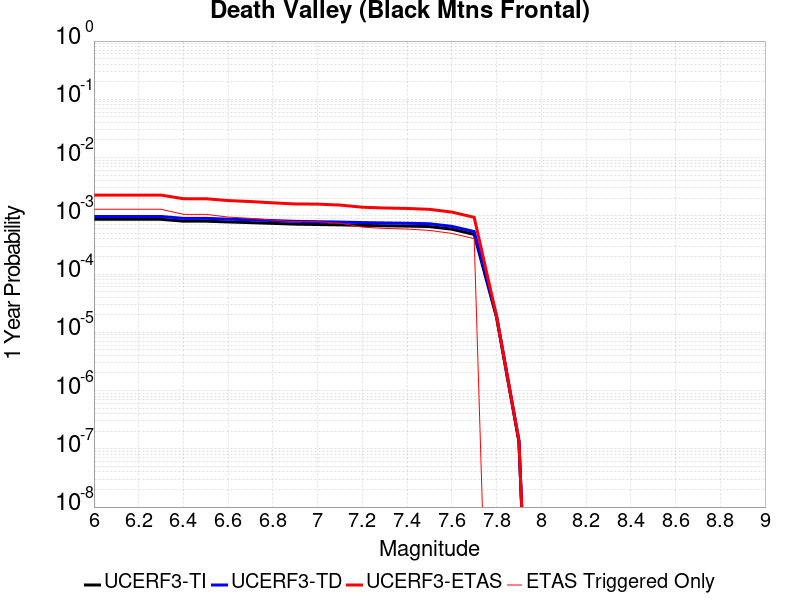 Death Valley (Black Mtns Frontal)
10^0
10^-1
10^-2
10^-3
10^-4
10^-5
10^-6
10^-7
10^-8
1 Year Probability
6 6.2 6.4 6.6 6.8 7 7.2 7.4 7.6 7.8 8 8.2 8.4 8.6 8.8 9
Magnitude
UCERF3-TI UCERF3-TD UCERF3-ETAS ETAS Triggered Only